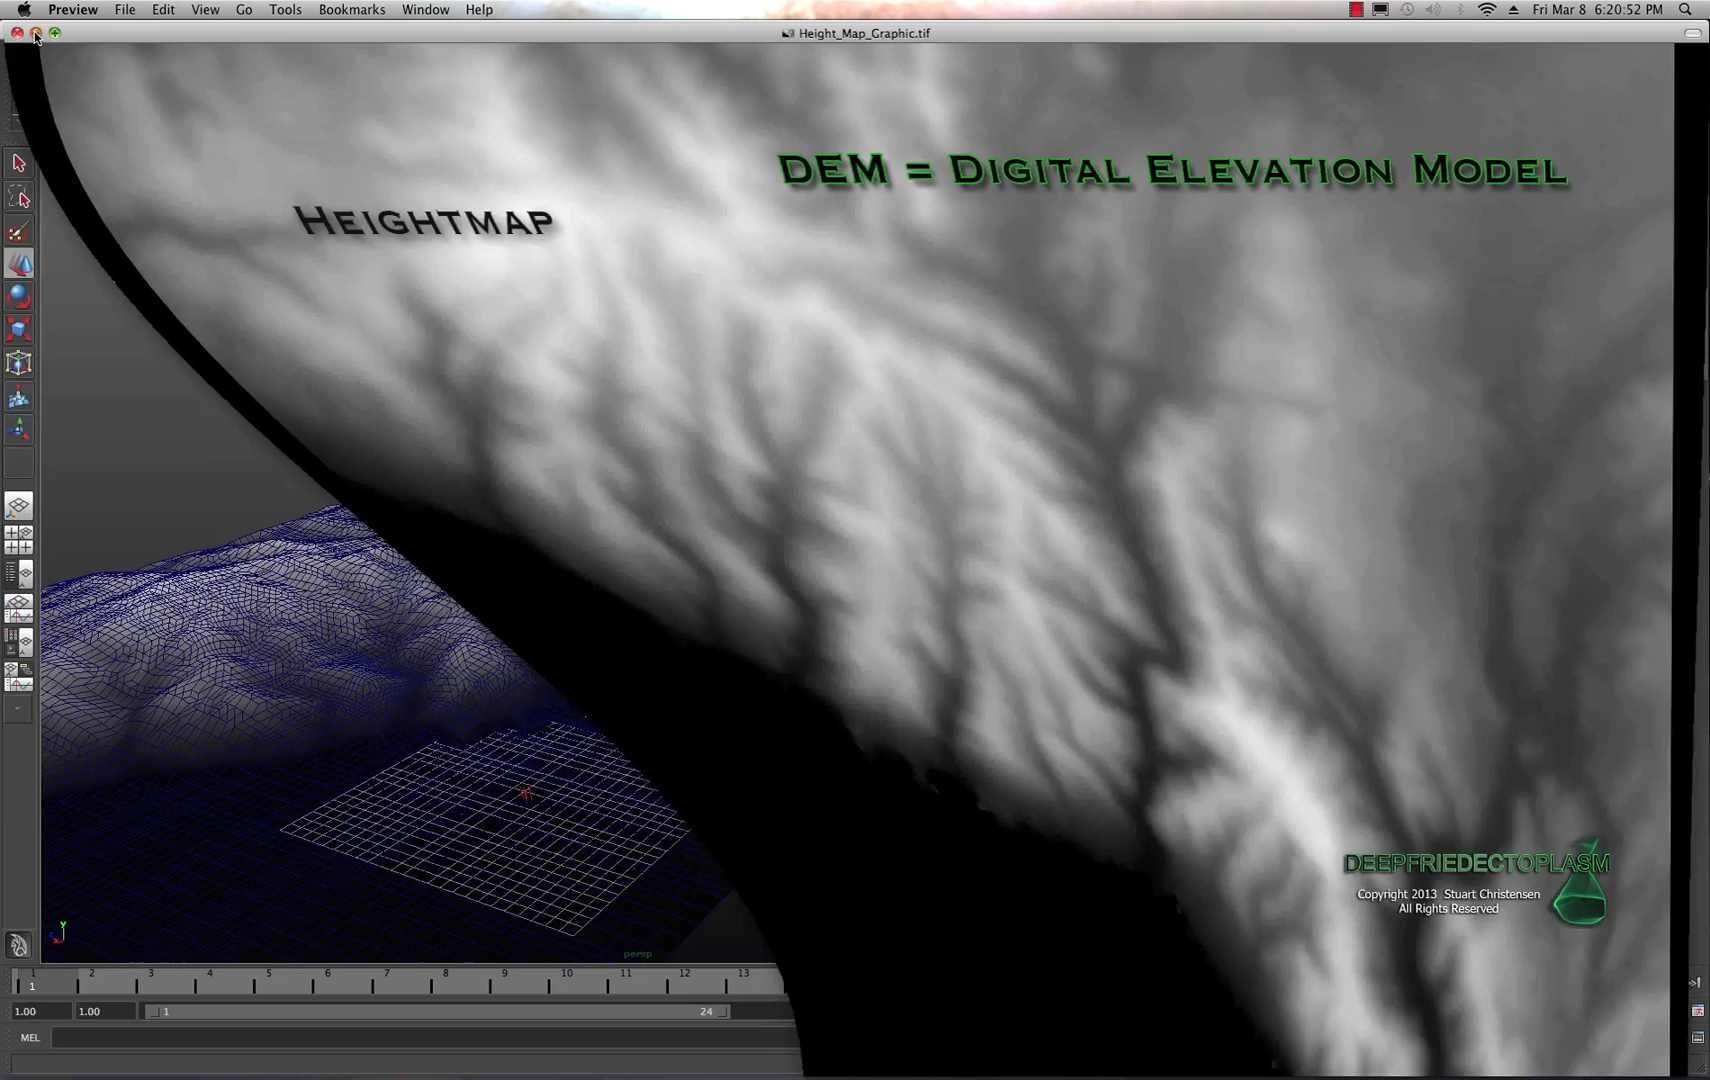 Preview File Edit View Go Tools Bookmarks Window Help Fri Mar 8 6:20:52 PM
Height_Map_Graphic.tif
DEM = Digital Elevation Model
Heightmap
DEEPFRIEDECTOPLASM
Copyright 2013 Stuart Christensen
All Rights Reserved
y
persp
1 2 3 4 5 6 7 8 9 10 11 12 13
1
1.00 1.00 1 24
MEL